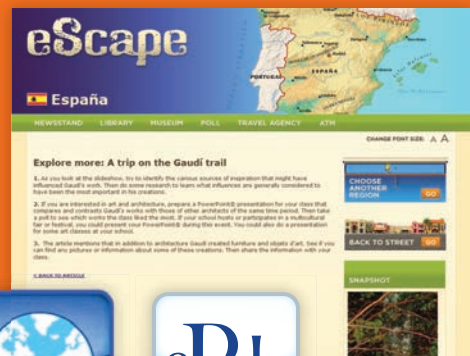 eScape
PORTUGAL
ESPAÑA
España
NEWSSTAND LIBRARY MUSEUM POLL TRAVEL AGENCY ATM
CHANGE FONT SIZE: A A
Explore more: A trip on the Gaudí trail
1. As you look at the slideshow, try to identify the various sources of inspiration that might have
influenced Gaudí's work. Then do some research to learn what influences are generally considered to
have been the most important in his creations.
2. If you are interested in art and architecture, prepare a PowerPoint® presentation for your class that
compares and contrasts Gaudí's works with those of other architects of the same time period. Then take
a poll to see which works the class liked the most. If your school hosts or participates in a multicultural
fair or festival, you could present your PowerPoint® during this event. You could also do a presentation
for some art classes at your school.
3. The article mentions that in addition to architecture Gaudí created furniture and objets d'art. See if you
can find any pictures or information about some of these creations. Then share the information with your
class.
< BACK TO ARTICLE
CHOOSE
ANOTHER
REGION
GO
BACK TO STREET GO
SNAPSHOT
eP!